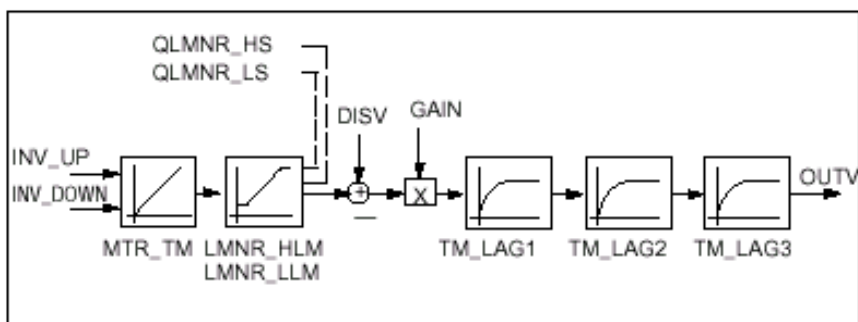 QLMNR_HS
QLMNR_LS
DISV
GAIN
INV_UP
INV_DOWN
X
OUTV
MTR_TM
LMNR_HLM
LMNR_LLM
TM_LAG1
TM_LAG2
TM_LAG3